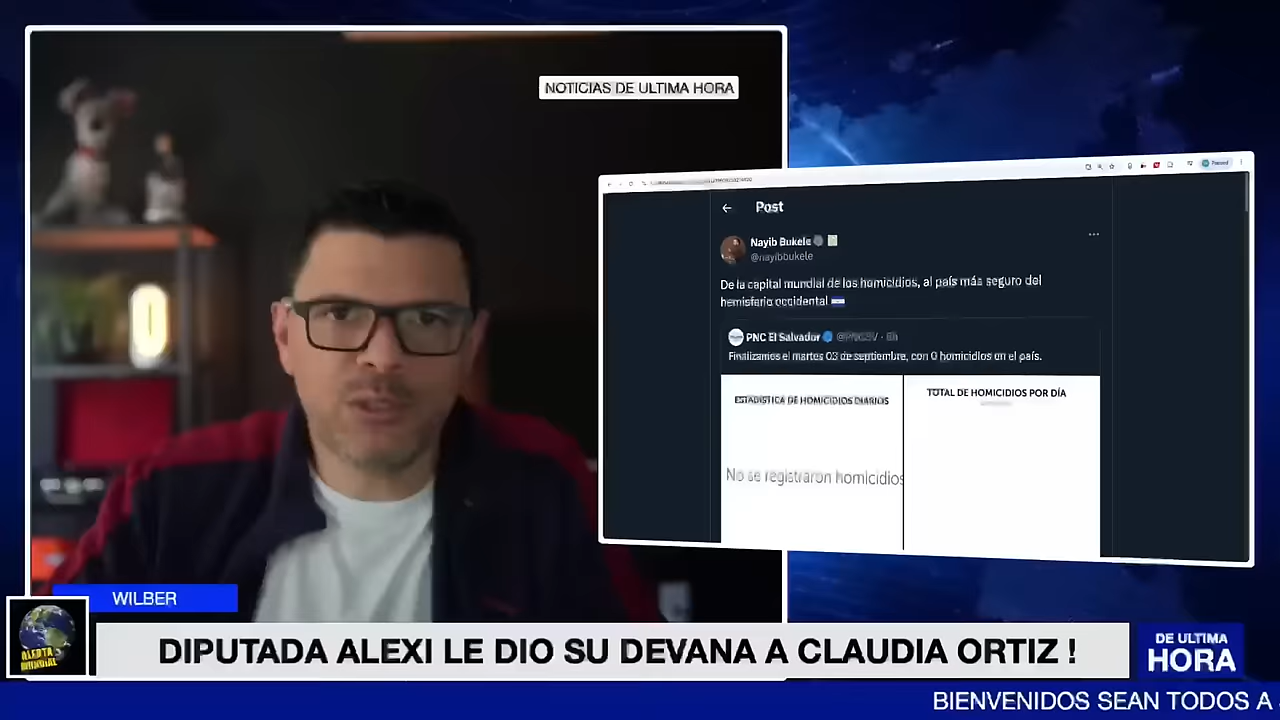 NOTICIAS DE ULTIMA HORA
Post
Nayib Bukele
@nayibbukele
De la capital mundial de los homicidios, al país más seguro del
hemisferio occidental
PNC El Salvador
Finalizamos el martes 03 de septiembre, con 0 homicidios en el país.
ESTADÍSTICA DE HOMICIDIOS DIARIOS
TOTAL DE HOMICIDIOS POR DÍA
No se registraron homicidios
WILBER
ALERTA
MUNDIAL
DIPUTADA ALEXI LE DIO SU DEVANA A CLAUDIA ORTIZ !
DE ULTIMA
HORA
BIENVENIDOS SEAN TODOS A